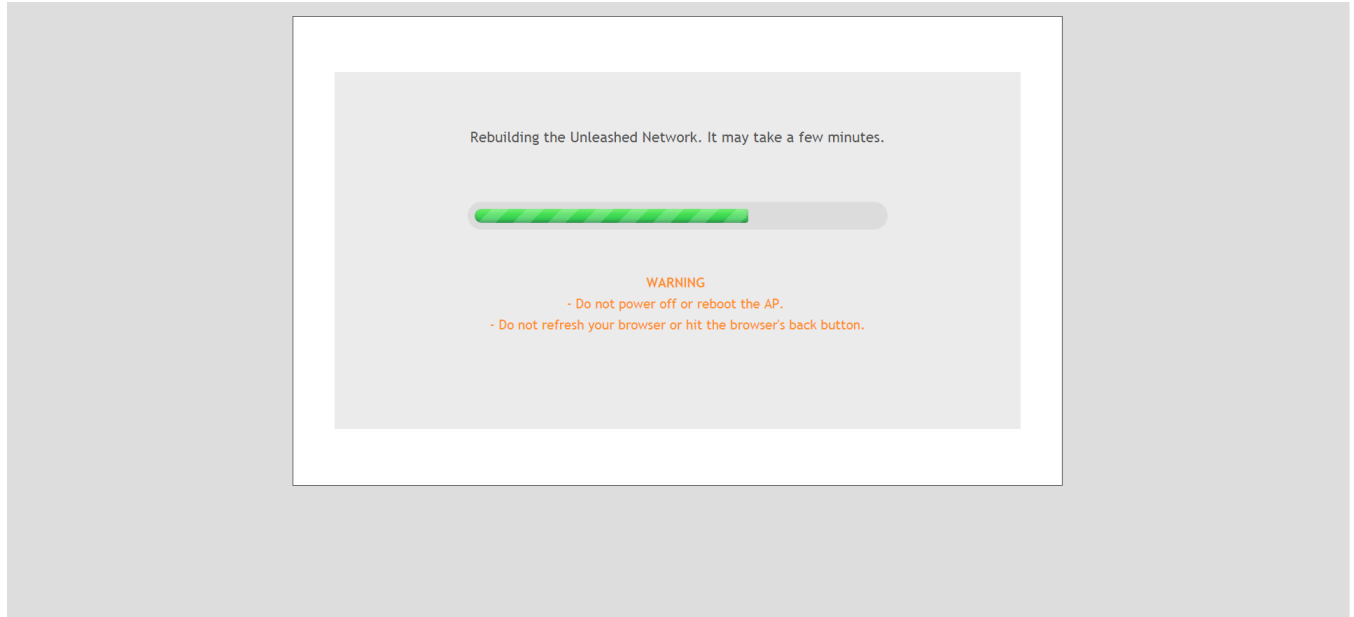 Rebuilding the Unleashed Network. It may take a few minutes.
WARNING
- Do not power off or reboot the AP.
- Do not refresh your browser or hit the browser's back button.